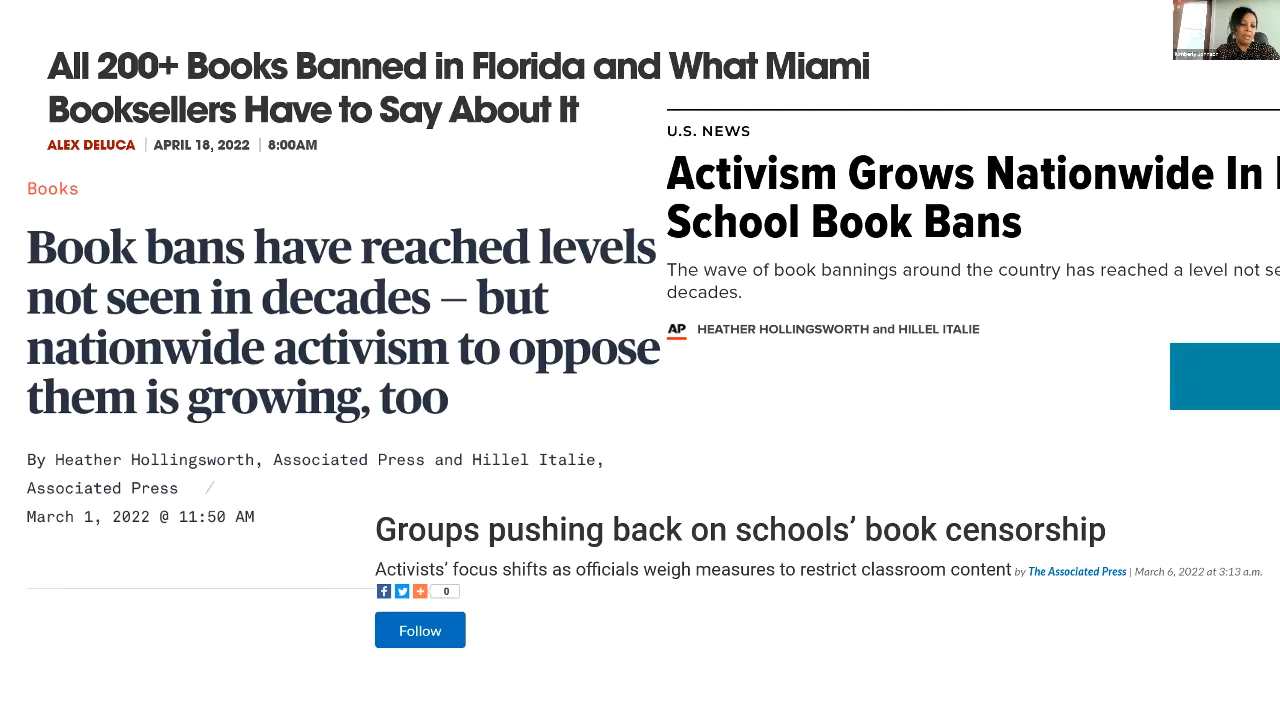 All 200+ Books Banned in Florida and What Miami
Booksellers Have to Say About It
ALEX DELUCA | APRIL 18, 2022 | 8:00AM
Books
Book bans have reached levels
not seen in decades – but
nationwide activism to oppose
them is growing, too
By Heather Hollingsworth, Associated Press and Hillel Italie,
Associated Press /
March 1, 2022 @ 11:50 AM
U.S. NEWS
Activism Grows Nationwide In
School Book Bans
The wave of book bannings around the country has reached a level not
decades.
AP HEATHER HOLLINGSWORTH and HILLEL ITALIE
Groups pushing back on schools’ book censorship
Activists’ focus shifts as officials weigh measures to restrict classroom content by The Associated Press | March 6, 2022 at 3:13 a.m.
0
Follow
Kimberly Johnson